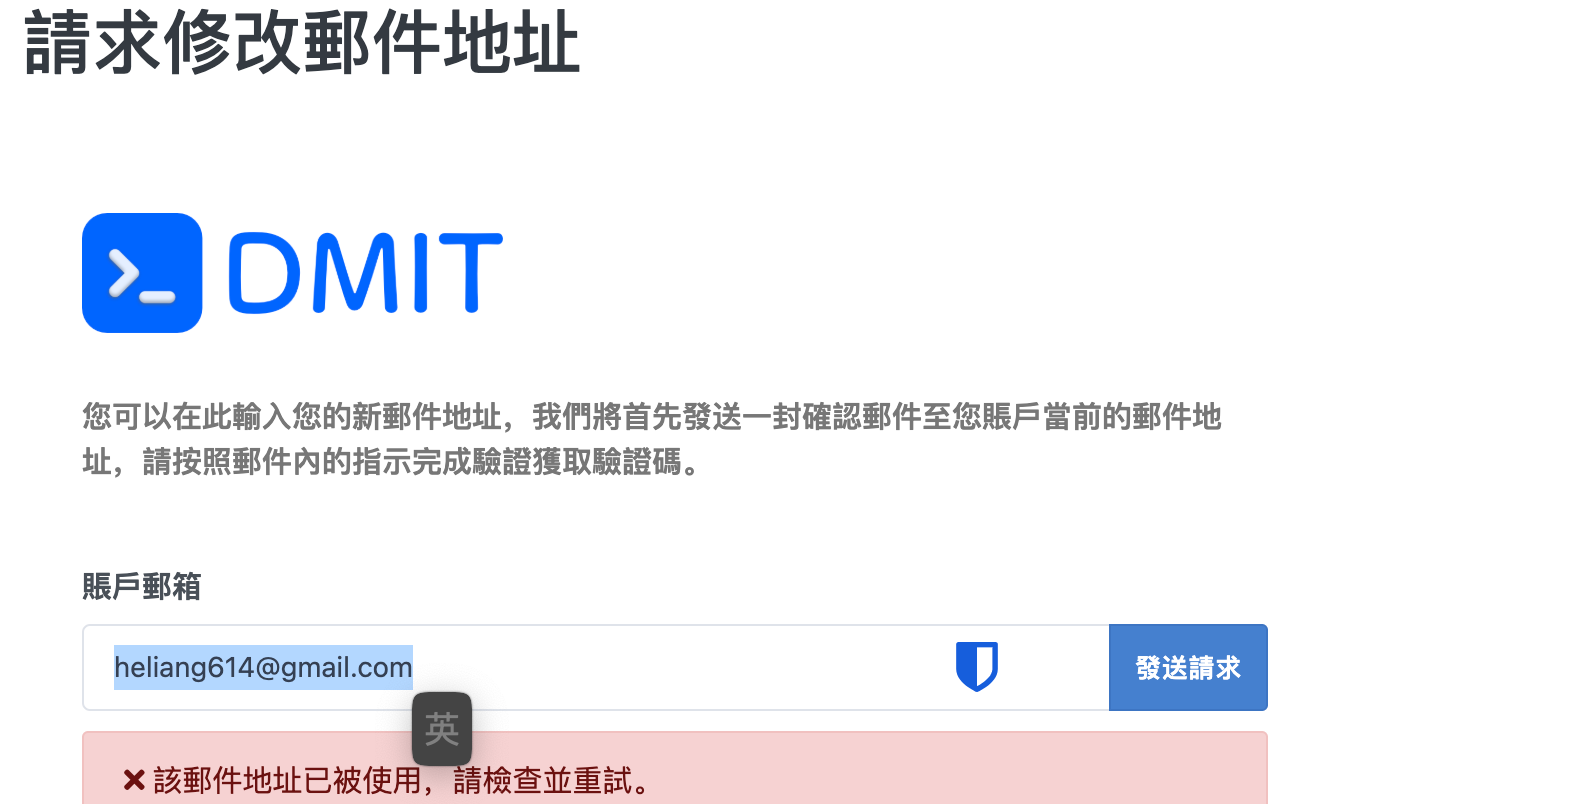 請求修改郵件地址
DMIT
您可以在此輸入您的新郵件地址，我們將首先發送一封確認郵件至您賬戶當前的郵件地
址，請按照郵件內的指示完成驗證獲取驗證碼。
賬戶郵箱
heliang614@gmail.com
發送請求
英
該郵件地址已被使用，請檢查並重試。